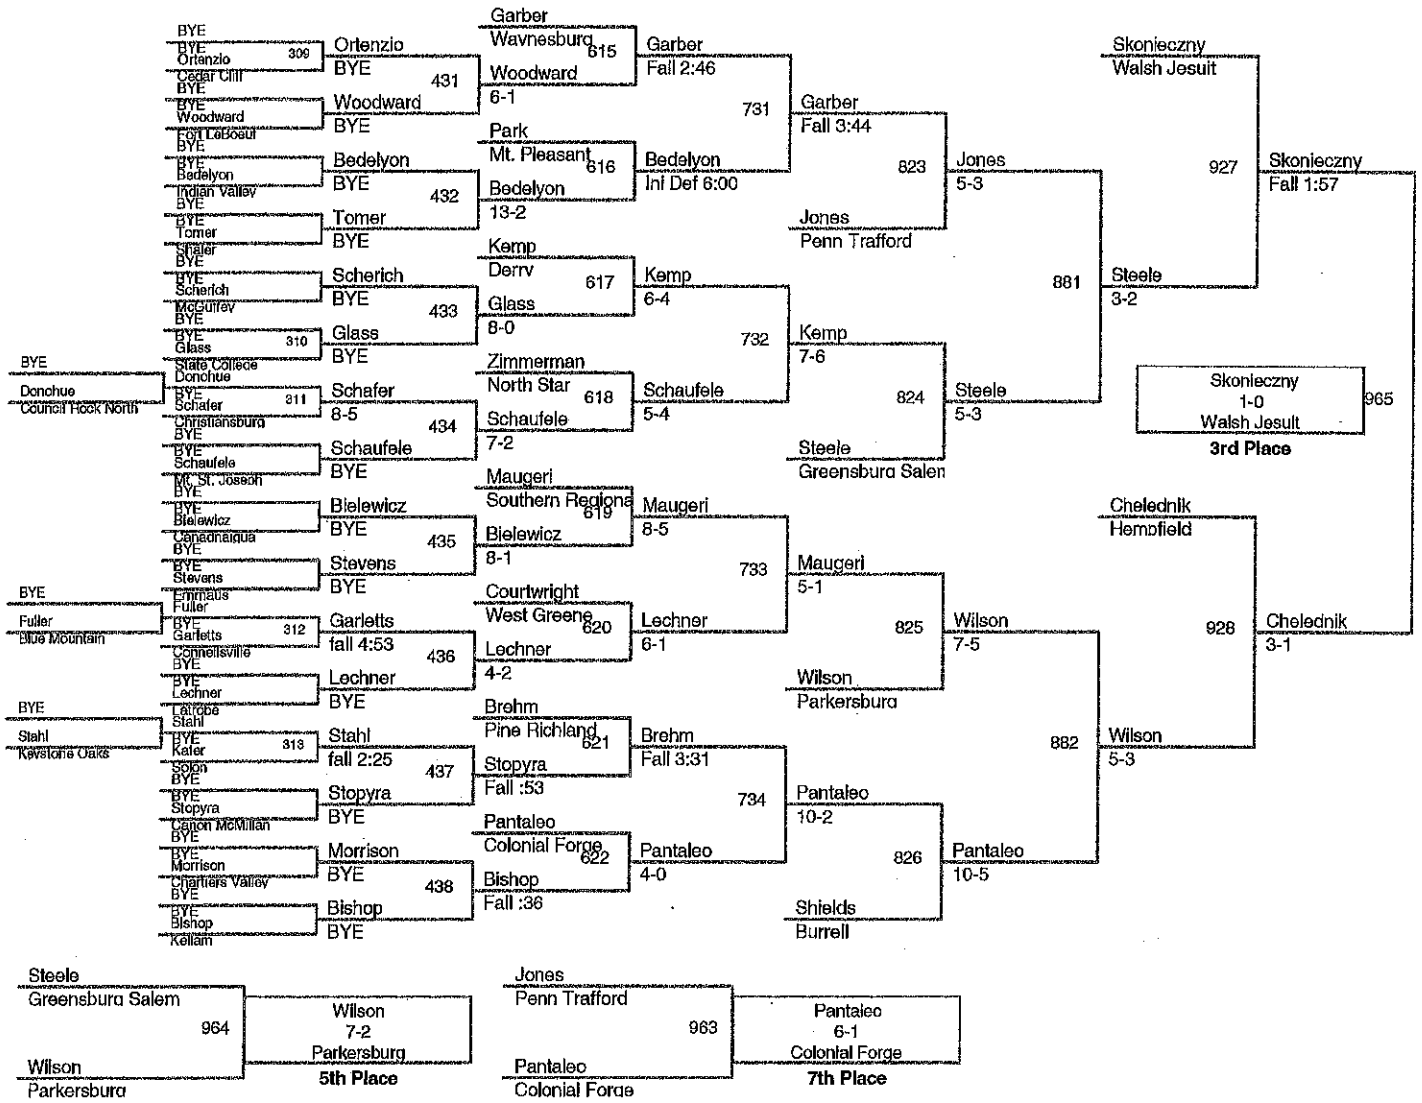 BYE
BYE
Ortenzio
Cedar Cliff
309
BYE
BYE
Woodward
Fort LeBoeuf
BYE
BYE
Bedelyon
Indian Valley
BYE
BYE
Tomer
Shaler
BYE
BYE
Scherich
McGuffey
BYE
BYE
Glass
State College
310
BYE
Donohue
Council Rock North
Donohue
BYE
Schafer
Christiansburg
311
BYE
BYE
Schaufele
Mt. St. Joseph
BYE
BYE
Bielewicz
Canadnaigua
BYE
BYE
Stevens
Emmaus
BYE
Fuller
Blue Mountain
Fuller
BYE
Garletts
Connellsville
312
BYE
BYE
Lechner
Latrobe
BYE
Stahl
Keystone Oaks
Stahl
BYE
Kafer
Solon
313
BYE
BYE
Stopyra
Canon McMillan
BYE
BYE
Morrison
Chartiers Valley
BYE
BYE
Bishop
Kellam
Ortenzio
BYE
431
Woodward
BYE
Bedelyon
BYE
432
Tomer
BYE
Scherich
BYE
433
Glass
BYE
Schafer
8-5
434
Schaufele
BYE
Bielewicz
BYE
435
Stevens
BYE
Garletts
fall 4:53
436
Lechner
BYE
Stahl
fall 2:25
437
Stopyra
BYE
Morrison
BYE
438
Bishop
BYE
Garber
Waynesburg
615
Woodward
6-1
Park
Mt. Pleasant
616
Bedelyon
13-2
Kemp
Derry
617
Glass
8-0
Zimmerman
North Star
618
Schaufele
7-2
Maugeri
Southern Regiona
619
Bielewicz
8-1
Courtwright
West Greene
620
Lechner
4-2
Brehm
Pine Richland
621
Stopyra
Fall :53
Pantaleo
Colonial Forge
622
Bishop
Fall :36
Garber
Fall 2:46
731
Bedelyon
Inf Def 6:00
Kemp
6-4
732
Schaufele
5-4
Maugeri
8-5
733
Lechner
6-1
Brehm
Fall 3:31
734
Pantaleo
4-0
Garber
Fall 3:44
823
Jones
Penn Trafford
Kemp
7-6
824
Steele
Greensburg Salem
Maugeri
5-1
825
Wilson
Parkersburg
Pantaleo
10-2
826
Shields
Burrell
Jones
5-3
881
Steele
5-3
Wilson
7-5
882
Pantaleo
10-5
Skonieczny
Walsh Jesuit
927
Steele
3-2
Chelednik
Hempfield
928
Wilson
5-3
Skonieczny
Fall 1:57
Chelednik
3-1
Skonieczny
1-0
Walsh Jesuit
965
3rd Place
Steele
Greensburg Salem
964
Wilson
Parkersburg
Wilson
7-2
Parkersburg
5th Place
Jones
Penn Trafford
963
Pantaleo
Colonial Forge
Pantaleo
6-1
Colonial Forge
7th Place